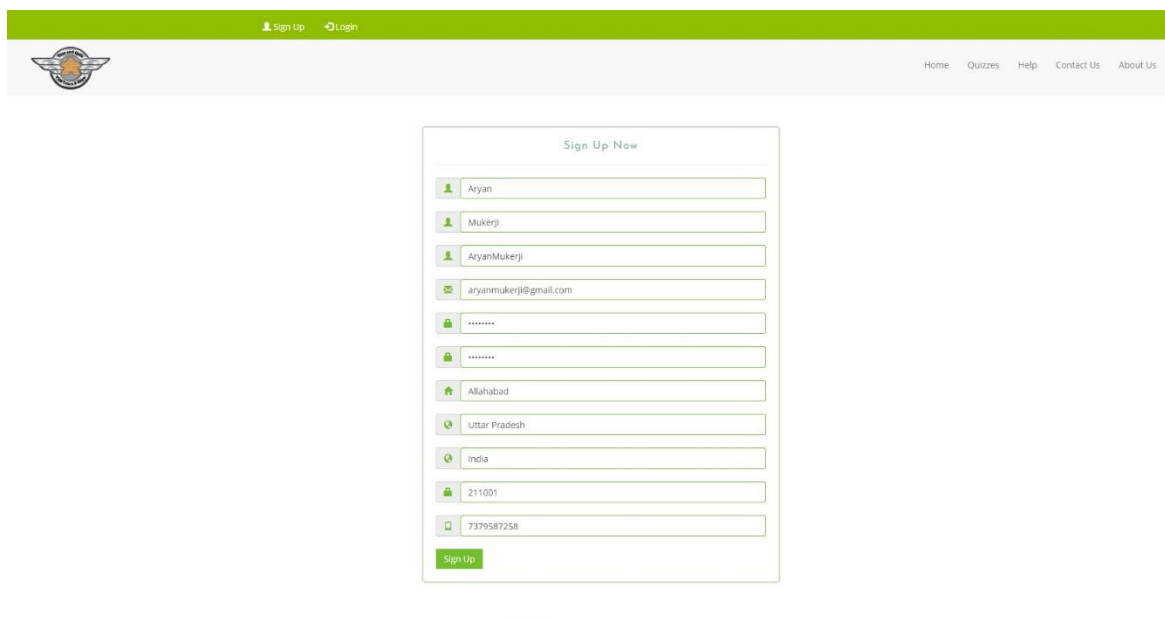 Sign Up Login
Home Quizzes Help Contact Us About Us
Sign Up Now
Aryan
Mukerji
AryanMukerji
aryanmukerji@gmail.com
••••••••
••••••••
Allahabad
Uttar Pradesh
India
211001
7379587258
Sign Up